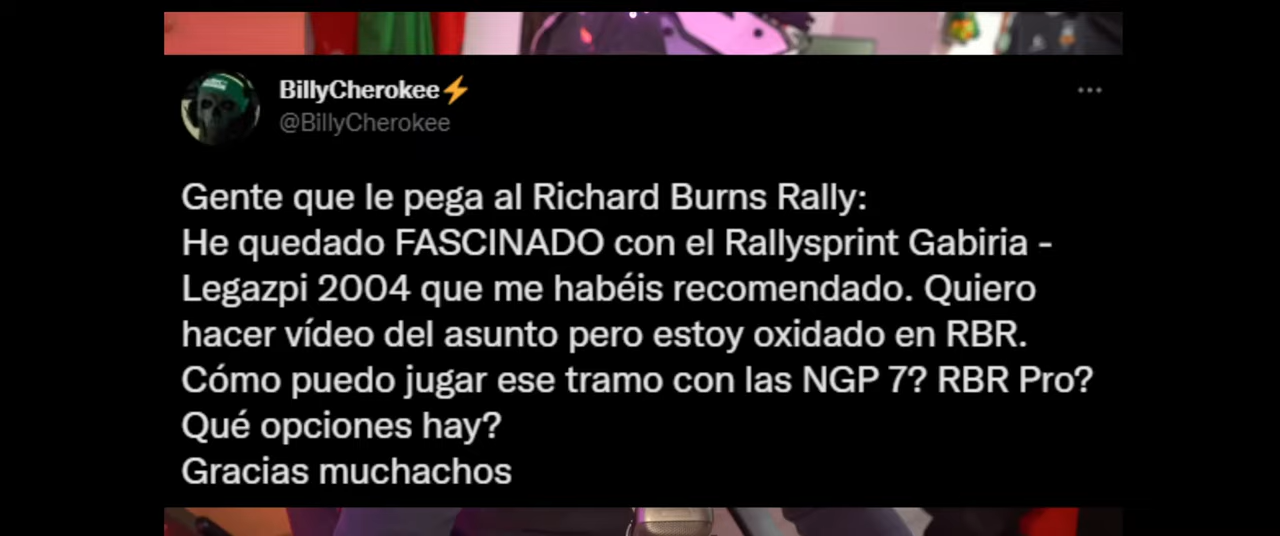 BillyCherokee⚡
@BillyCherokee
Gente que le pega al Richard Burns Rally:
He quedado FASCINADO con el Rallysprint Gabiria -
Legazpi 2004 que me habéis recomendado. Quiero
hacer vídeo del asunto pero estoy oxidado en RBR.
Cómo puedo jugar ese tramo con las NGP 7? RBR Pro?
Qué opciones hay?
Gracias muchachos